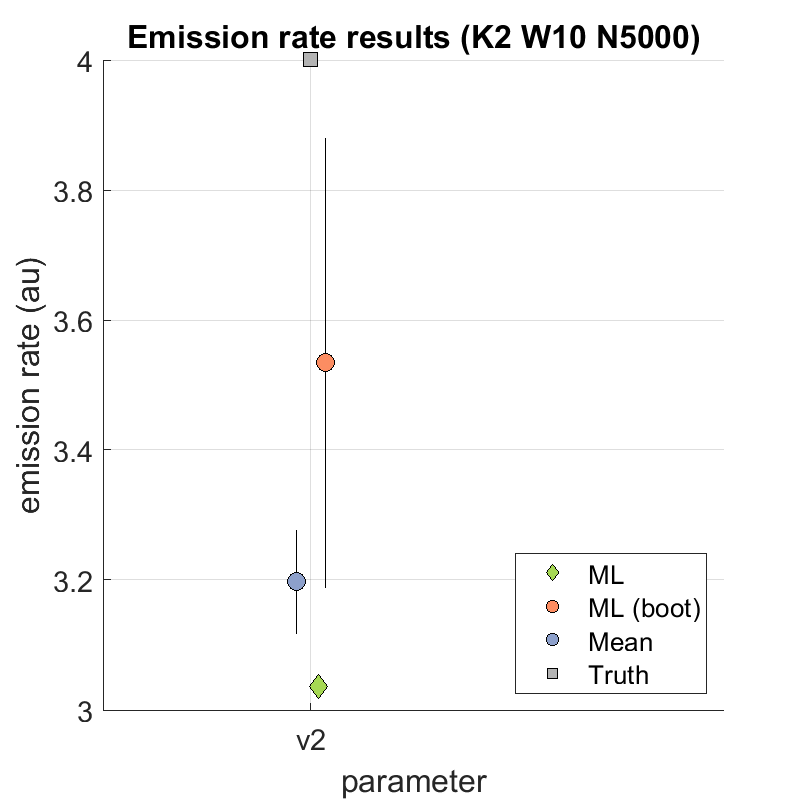 Emission rate results (K2 W10 N5000)
4
3.8
3.6
3.4
3.2
3
emission rate (au)
ML
ML (boot)
Mean
Truth
v2
parameter